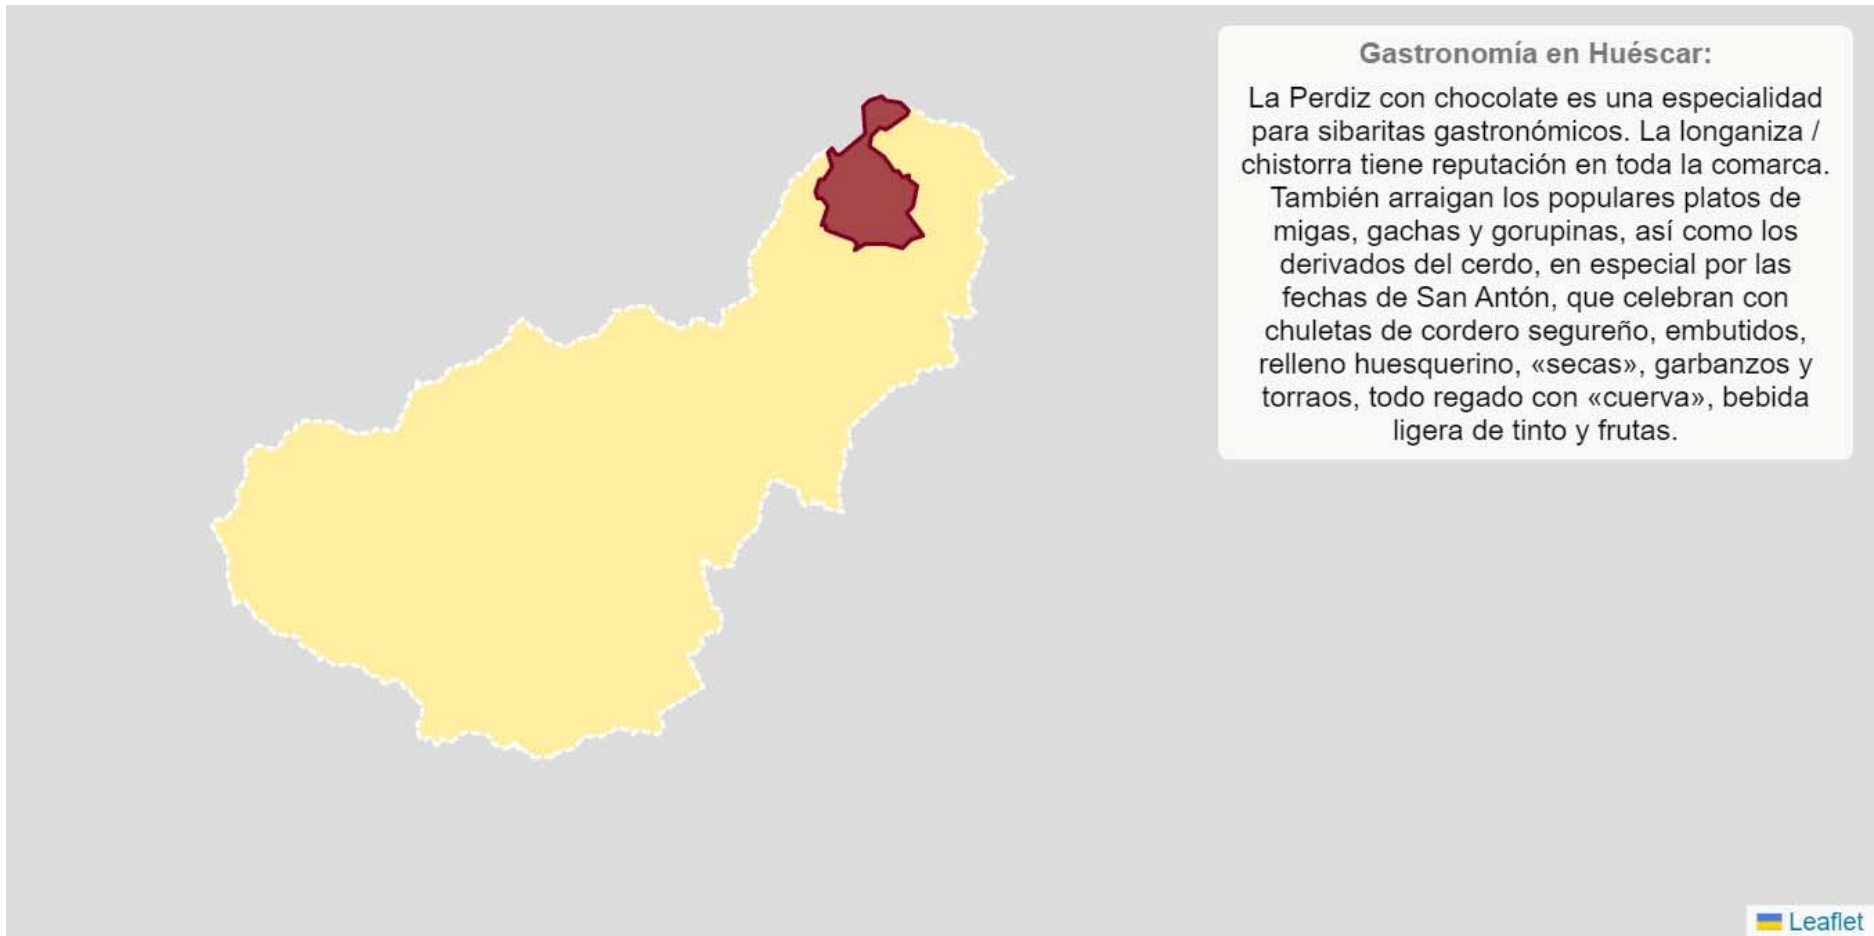 Gastronomía en Huéscar:
La Perdiz con chocolate es una especialidad
para sibaritas gastronómicos. La longaniza /
chistorra tiene reputación en toda la comarca.
También arraigan los populares platos de
migas, gachas y gorupinas, así como los
derivados del cerdo, en especial por las
fechas de San Antón, que celebran con
chuletas de cordero segureño, embutidos,
relleno huesquerino, «secas», garbanzos y
torraos, todo regado con «cuerva», bebida
ligera de tinto y frutas.
Leaflet